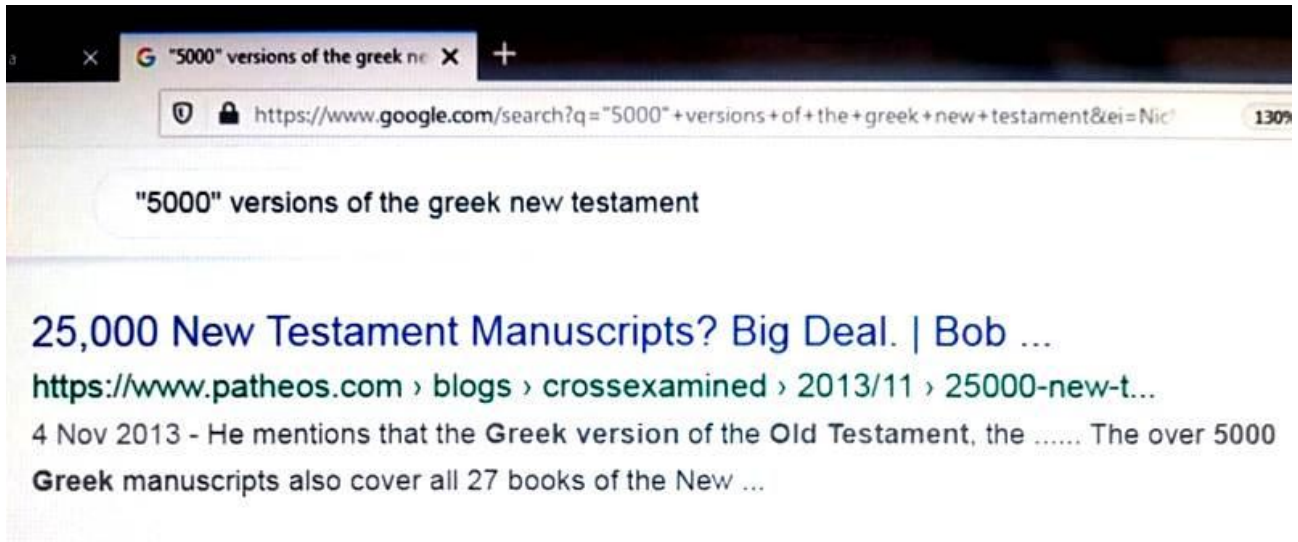 "5000" versions of the greek ne
https://www.google.com/search?q="5000"+versions+of+the+greek+new+testament&ei=Nic
130%
"5000" versions of the greek new testament
25,000 New Testament Manuscripts? Big Deal. | Bob ...
https://www.patheos.com › blogs › crossexamined › 2013/11 › 25000-new-t...
4 Nov 2013 - He mentions that the Greek version of the Old Testament, the ...... The over 5000
Greek manuscripts also cover all 27 books of the New ...